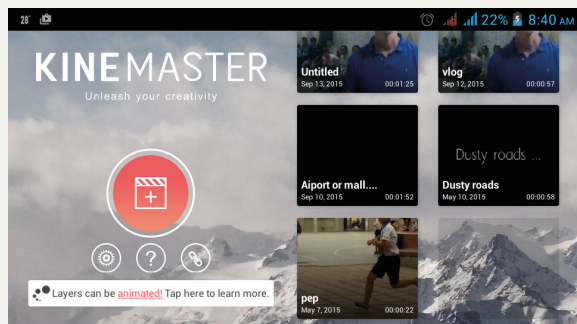 28°
22% 8:40 AM
KINEMASTER
Unleash your creativity
?
Layers can be animated! Tap here to learn more.
Untitled
Sep 13, 2015 00:01:25
vlog
Sep 12, 2015 00:00:57
Aiport or mall....
Sep 10, 2015 00:01:52
Dusty roads ...
Dusty roads
May 10, 2015 00:00:58
pep
May 7, 2015 00:00:22